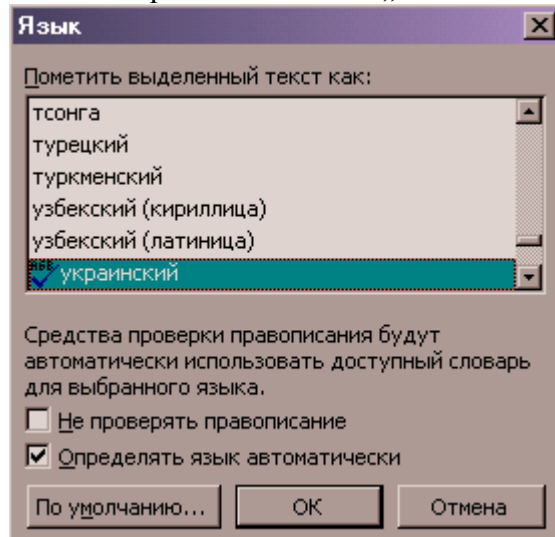 Язык
Пометить выделенный текст как:
тсонга
турецкий
туркменский
узбекский (кириллица)
узбекский (латиница)
украинский
Средства проверки правописания будут
автоматически использовать доступный словарь
для выбранного языка.
Не проверять правописание
Определять язык автоматически
По умолчанию... ОК Отмена